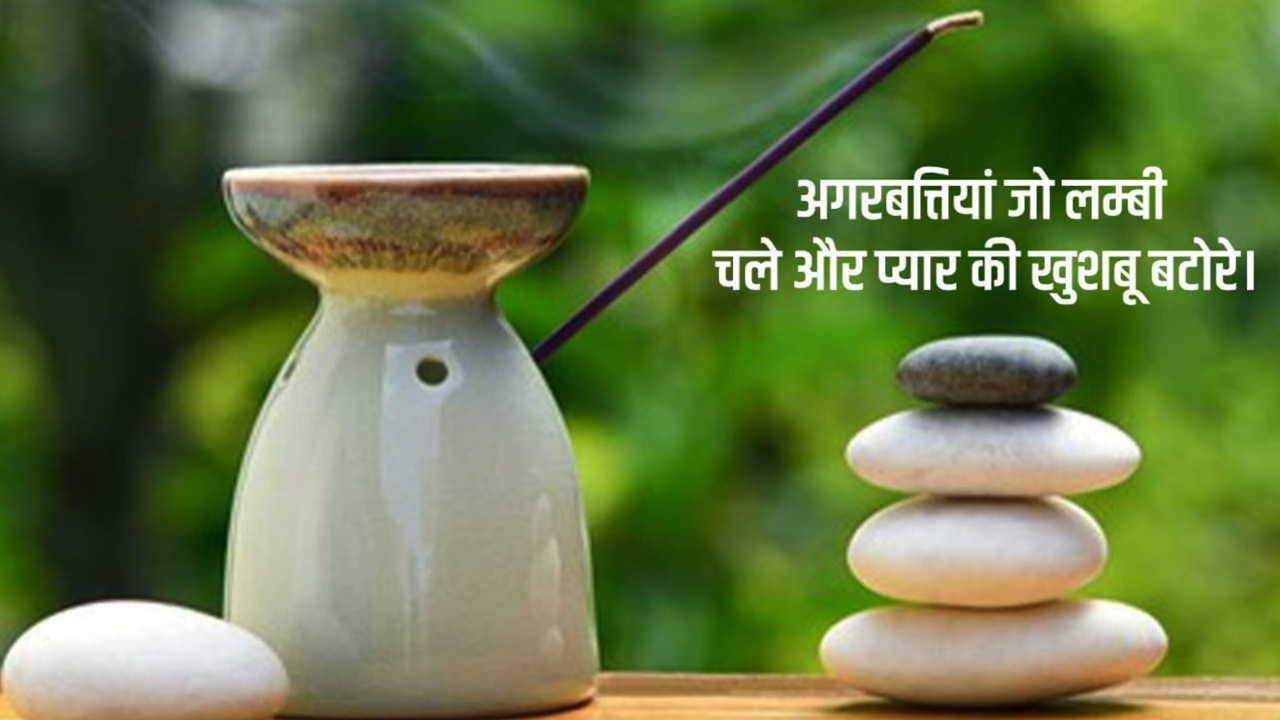 अगरबत्तियां जो लम्बी
चले और प्यार की खुशबू बटोरे।